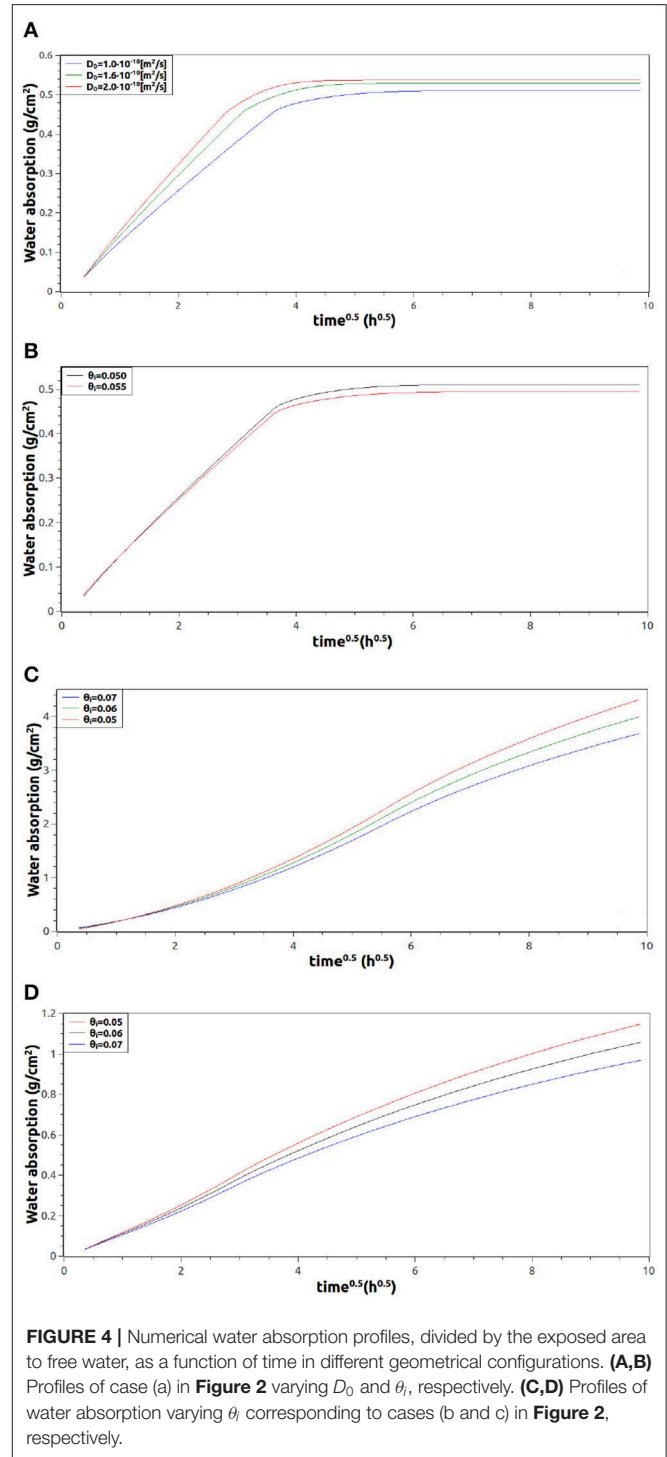 A
0.6
0.5
0.4
0.3
0.2
0.1
0
D₀=1.0·10⁻¹⁰[m²/s]
D₀=1.6·10⁻¹⁰[m²/s]
D₀=2.0·10⁻¹⁰[m²/s]
Water absorption (g/cm²)
0 2 4 6 8 10
time⁰·⁵ (h⁰·⁵)
B
0.5
0.4
0.3
0.2
0.1
0
θᵢ=0.050
θᵢ=0.055
Water absorption (g/cm²)
0 2 4 6 8 10
time⁰·⁵(h⁰·⁵)
C
4
3
2
1
0
θᵢ=0.07
θᵢ=0.06
θᵢ=0.05
Water absorption (g/cm²)
0 2 4 6 8 10
time⁰·⁵ (h⁰·⁵)
D
1.2
1
0.8
0.6
0.4
0.2
0
θᵢ=0.05
θᵢ=0.06
θᵢ=0.07
Water absorption (g/cm²)
0 2 4 6 8 10
time⁰·⁵(h⁰·⁵)
FIGURE 4 | Numerical water absorption profiles, divided by the exposed area
to free water, as a function of time in different geometrical configurations. (A,B)
Profiles of case (a) in Figure 2 varying D₀ and θᵢ, respectively. (C,D) Profiles of
water absorption varying θᵢ corresponding to cases (b and c) in Figure 2,
respectively.